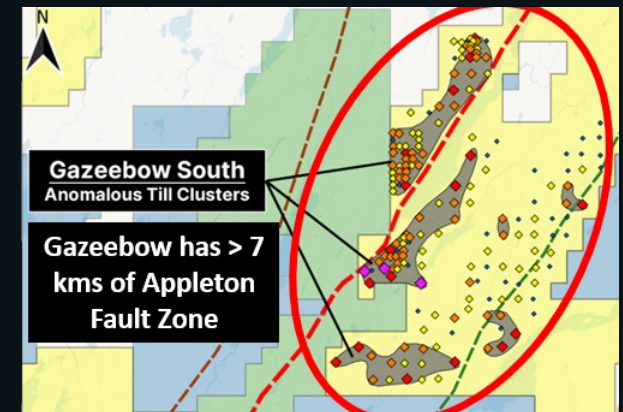 N
Gazeebow South
Anomalous Till Clusters
Gazeebow has > 7
kms of Appleton
Fault Zone